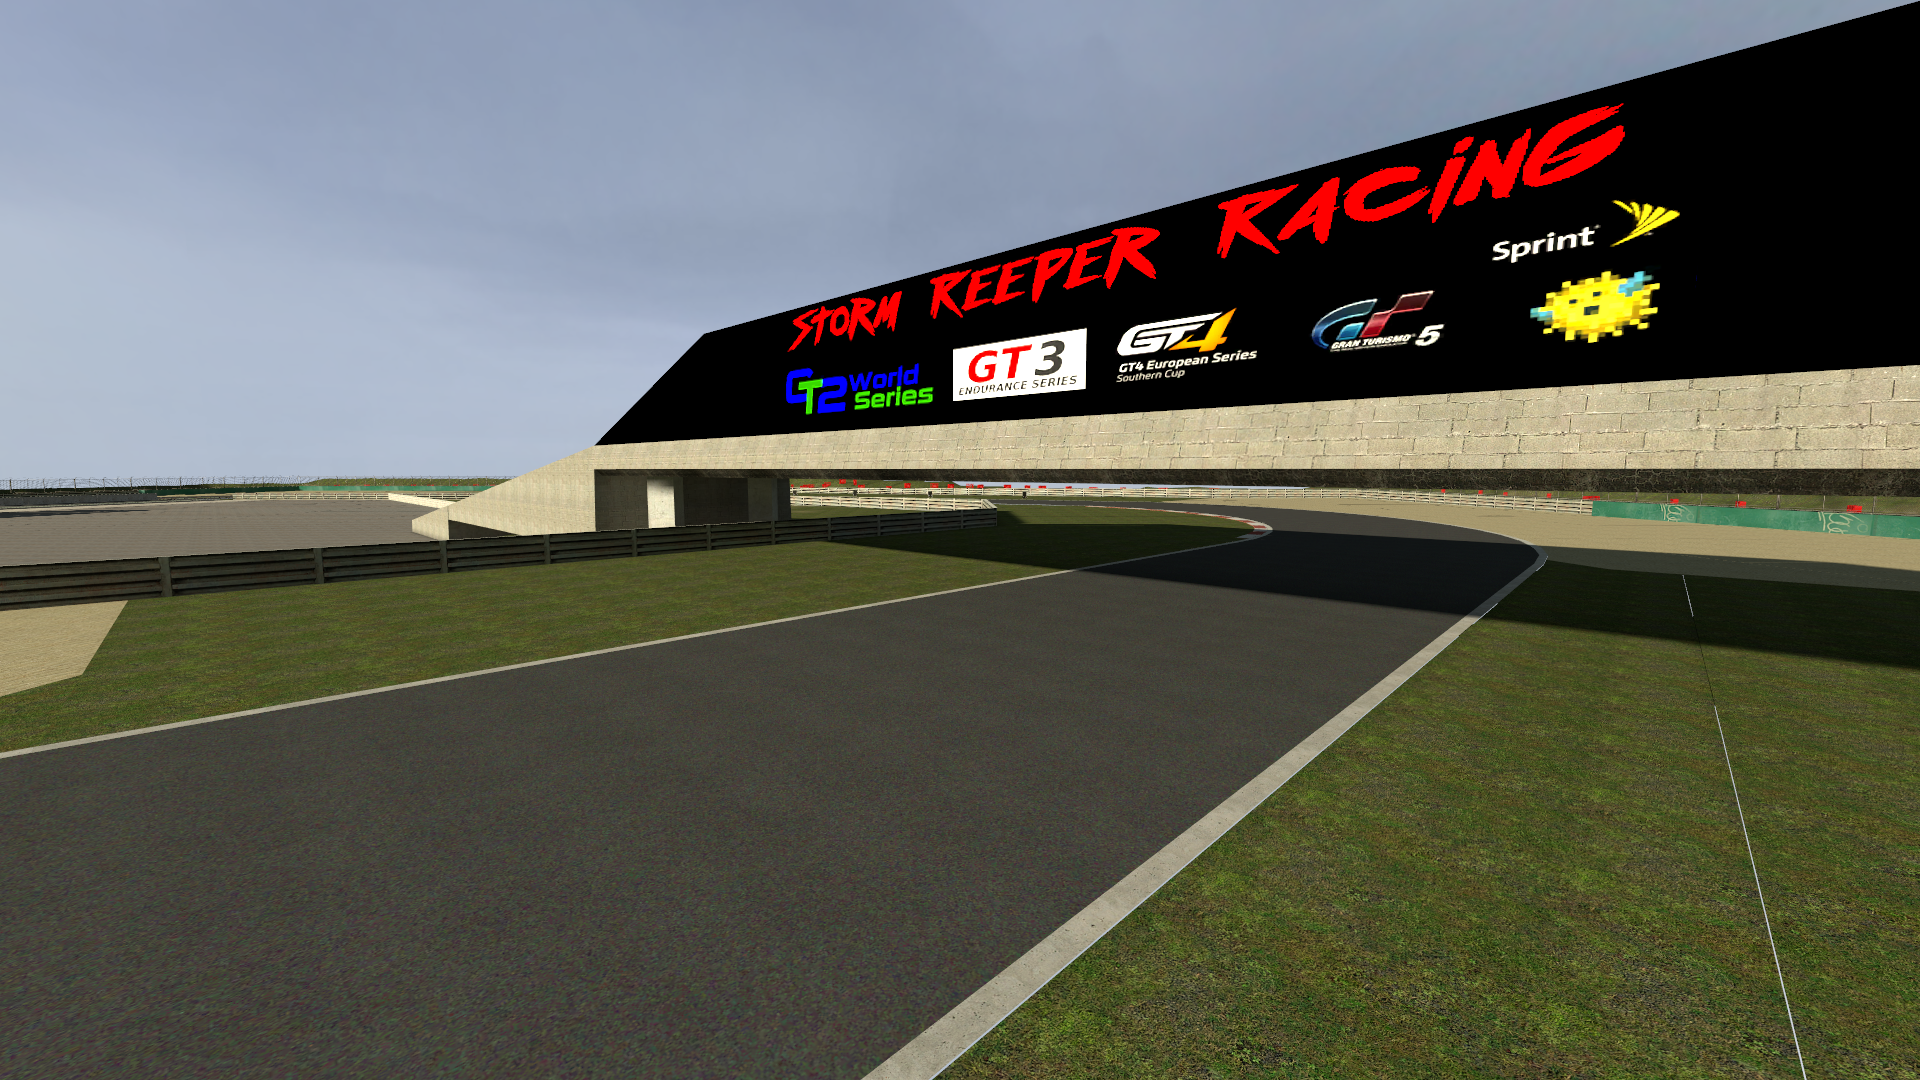 STORM REEPER RACING
Sprint
GT2 World Series
GT3
ENDURANCE SERIES
GT4
GT4 European Series
Southern Cup
GRAN TURISMO 5